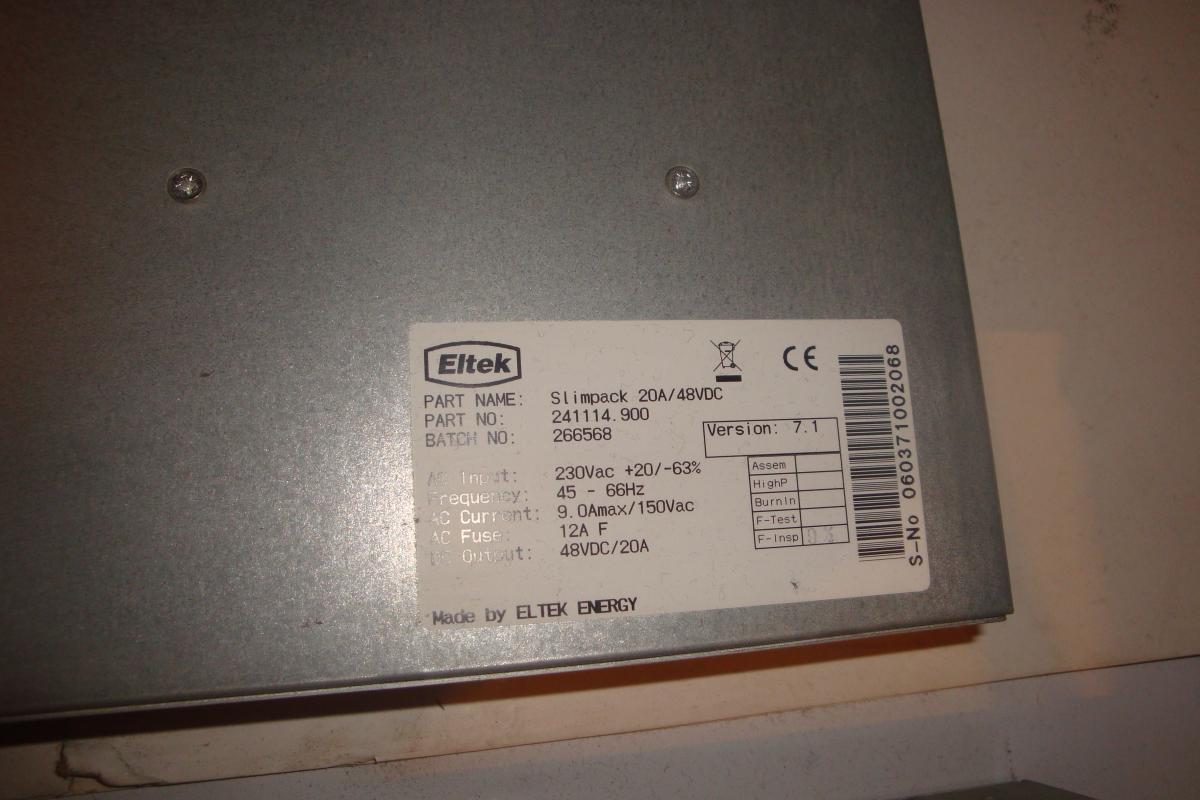 Eltek
CE
PART NAME: Slimpack 20A/48VDC
PART NO: 241114.900
BATCH NO: 266568
Version: 7.1
AC Input: 230Vac +20/-63%
Frequency: 45 - 66Hz
AC Current: 9.0Amax/150Vac
AC Fuse: 12A F
DC Output: 48VDC/20A
Assem
HighP
BurnIn
F-Test
F-Insp
Made by ELTEK ENERGY
S-No 060371002068